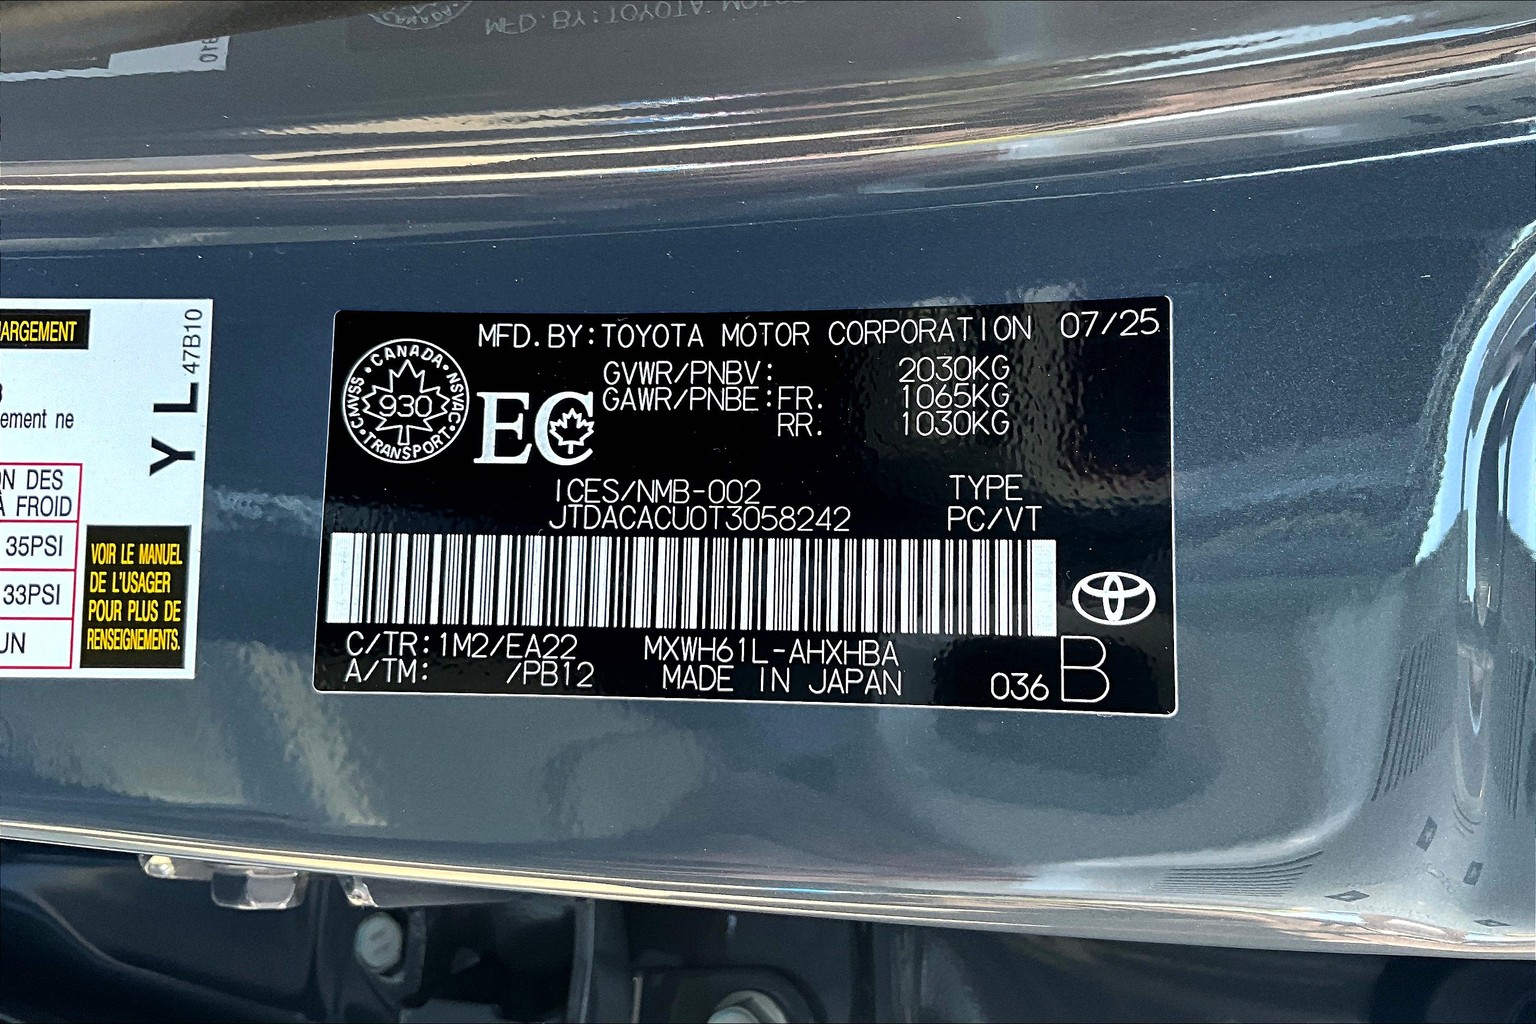 HARGEMENT
47B10
YL
ement ne
ON DES
À FROID
35PSI
33PSI
UN
VOIR LE MANUEL
DE L'USAGER
POUR PLUS DE
RENSEIGNEMENTS.
MFD.BY:TOYOTA MOTOR CORPORATION 07/25
GVWR/PNBV: 2030KG
GAWR/PNBE:FR. 1065KG
RR. 1030KG
CANADA
CMVSS NSVAC
930
TRANSPORT
EC
ICES/NMB-002 TYPE
JTDACACU0T3058242 PC/VT
C/TR:1M2/EA22 MXWH61L-AHXHBA
A/TM: /PB12 MADE IN JAPAN 036 B